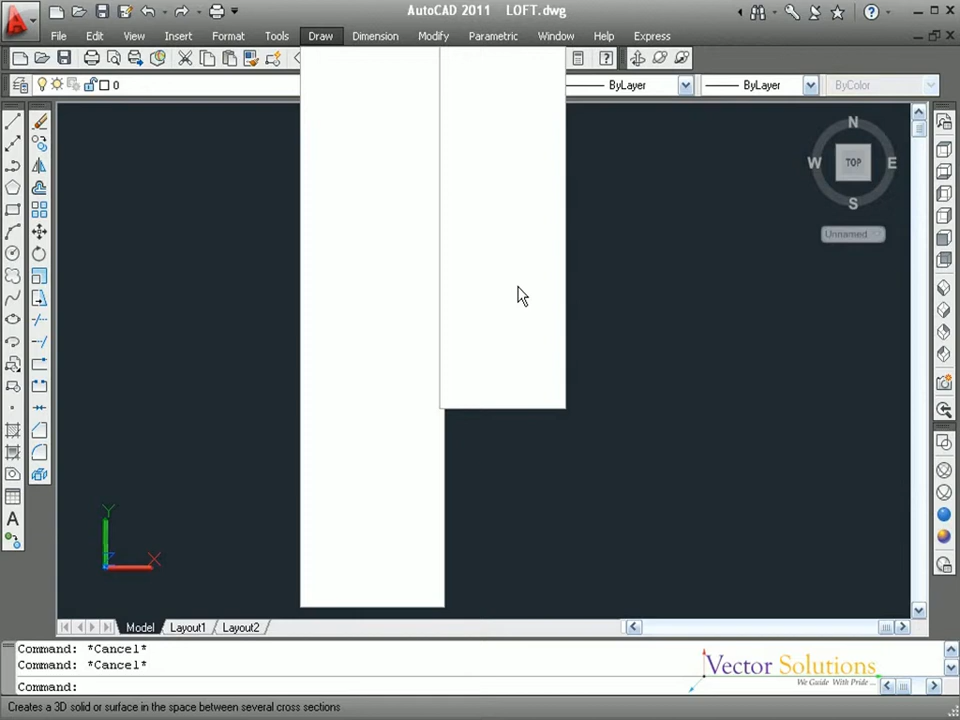 AutoCAD 2011 LOFT.dwg
File Edit View Insert Format Tools Draw Dimension Modify Parametric Window Help Express
0 ByLayer ByLayer ByColor
N
W TOP E
S
Unnamed
Y
X
Model Layout1 Layout2
Command: *Cancel*
Command: *Cancel*
Command:
Vector Solutions
We Guide With Pride ...
Creates a 3D solid or surface in the space between several cross sections